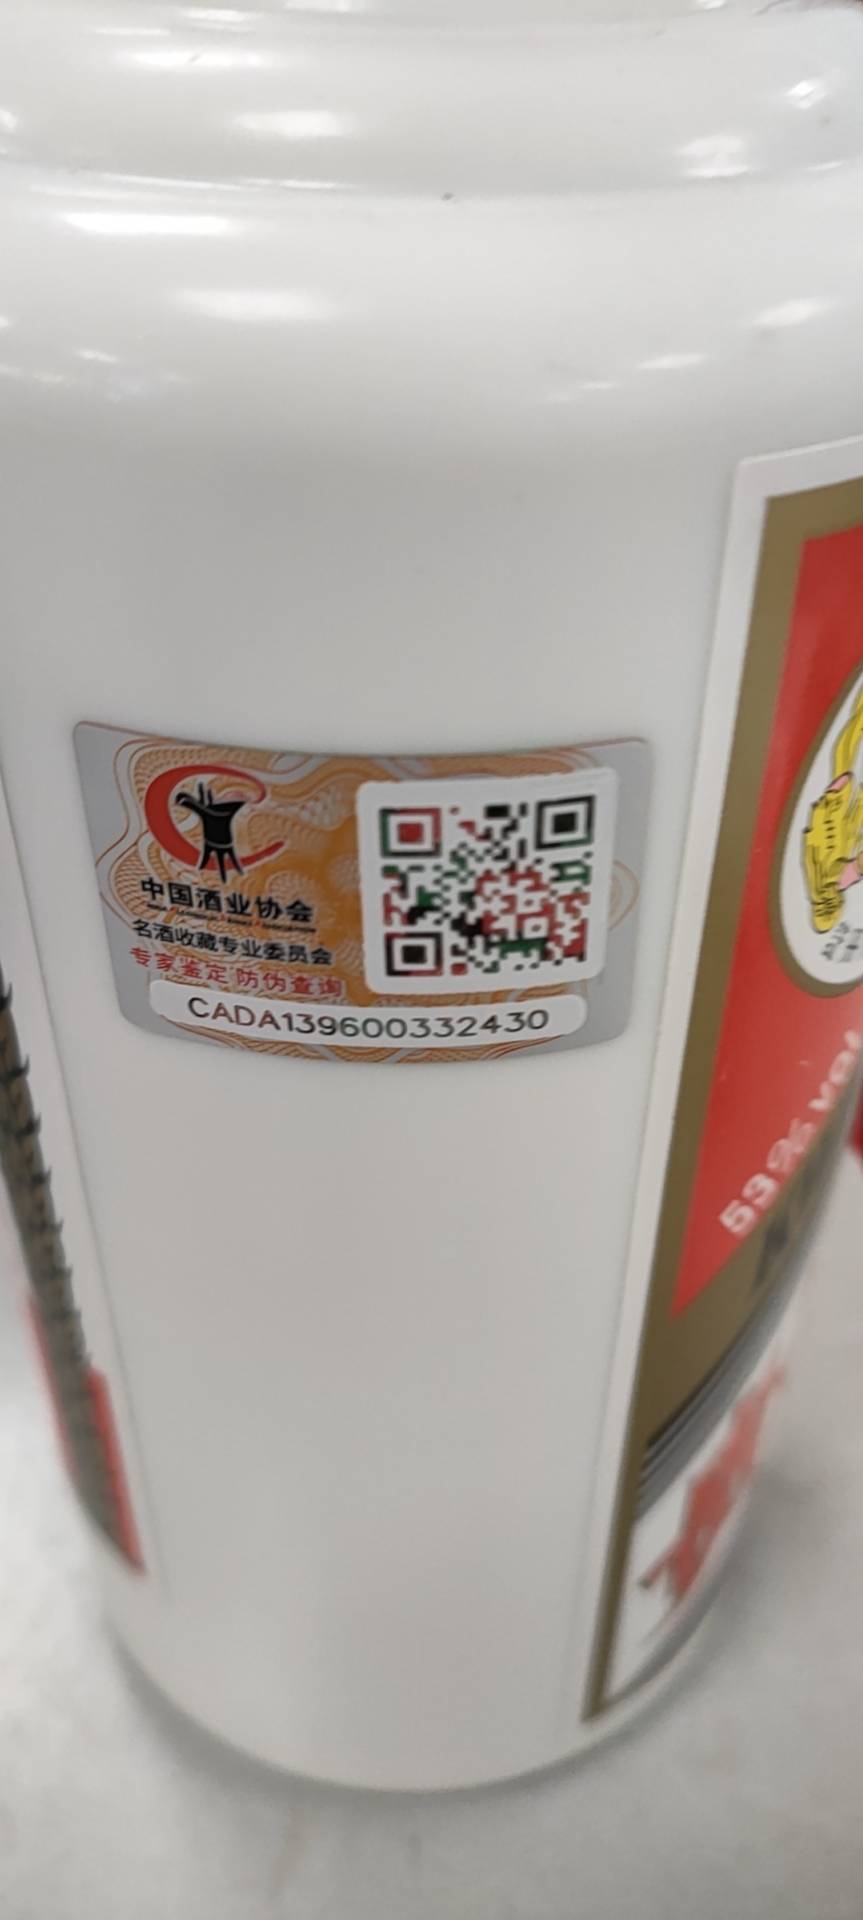 中国酒业协会
名酒收藏专业委员会
专家鉴定 防伪查询
CADA139600332430
53% vol